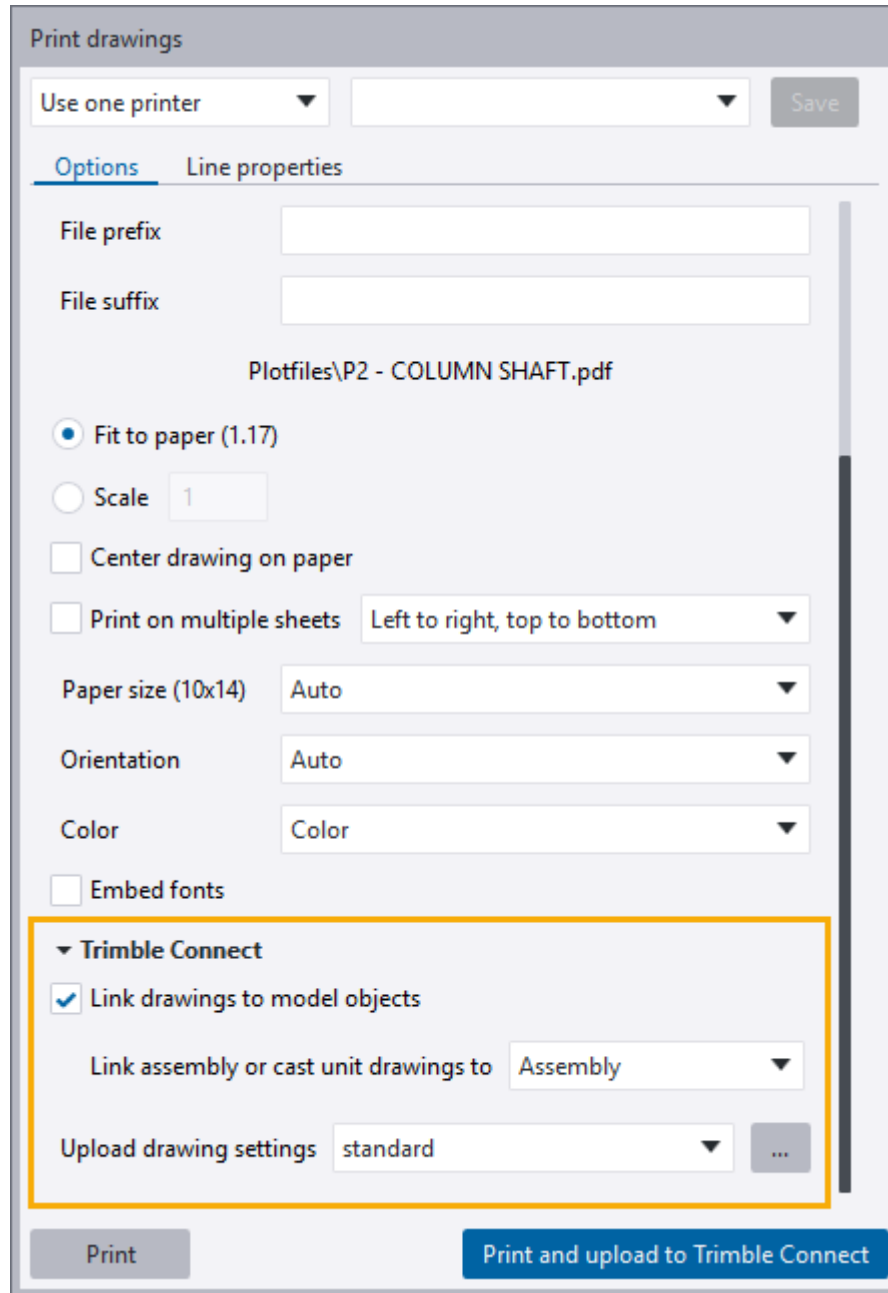 Print drawings
Use one printer Save
Options Line properties
File prefix
File suffix
Plotfiles\P2 - COLUMN SHAFT.pdf
Fit to paper (1.17)
Scale 1
Center drawing on paper
Print on multiple sheets Left to right, top to bottom
Paper size (10x14) Auto
Orientation Auto
Color Color
Embed fonts
Trimble Connect
Link drawings to model objects
Link assembly or cast unit drawings to Assembly
Upload drawing settings standard ...
Print Print and upload to Trimble Connect